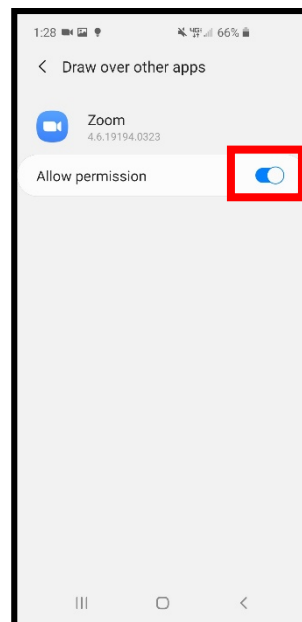 1:28 66%
Draw over other apps
Zoom
4.6.19194.0323
Allow permission